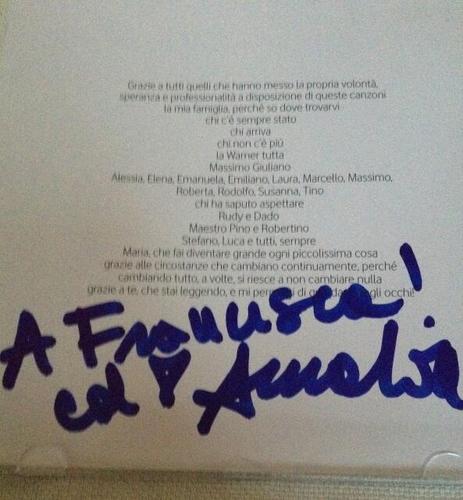 Grazie a tutti quelli che hanno messo la propria volontà,
speranza e professionalità a disposizione di queste canzoni
la mia famiglia, perché so dove trovarvi
chi c'è sempre stato
chi arriva
chi non c'è più
la Warner tutta
Massimo Giuliano
Alessia, Elena, Emanuela, Emiliano, Laura, Marcello, Massimo,
Roberta, Rodolfo, Susanna, Tino
chi ha saputo aspettare
Rudy e Dado
Maestro Pino e Robertino
Stefano, Luca e tutti, sempre
Maria, che fai diventare grande ogni piccolissima cosa
grazie alle circostanze che cambiano continuamente, perché
cambiando tutto, a volte, si riesce a non cambiare nulla
grazie a te, che stai leggendo, e mi di negli occhi!
A Francesca!
col Amalia